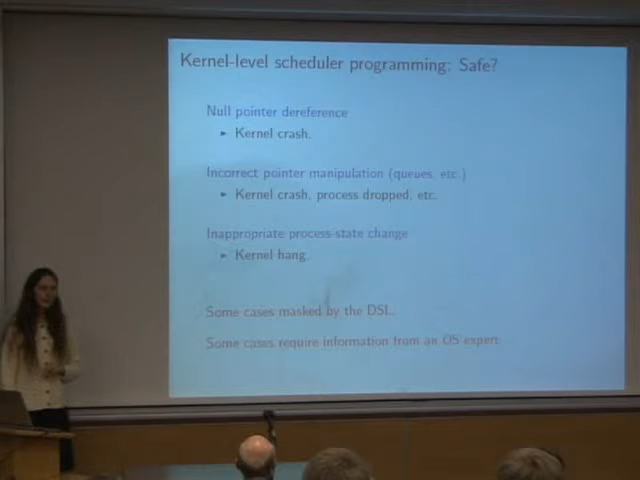 Kernel-level scheduler programming: Safe?
Null pointer dereference
► Kernel crash.
Incorrect pointer manipulation (queues, etc.)
► Kernel crash, process dropped, etc.
Inappropriate process-state change
► Kernel hang.
Some cases masked by the DSL.
Some cases require information from an OS expert.